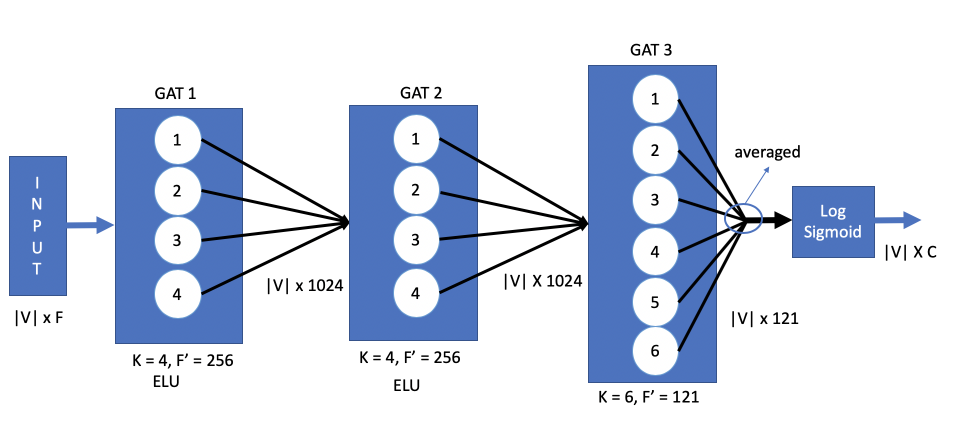 INPUT
|V| x F
GAT 1
1
2
3
4
K = 4, F’ = 256
ELU
|V| x 1024
GAT 2
1
2
3
4
K = 4, F’ = 256
ELU
|V| X 1024
GAT 3
1
2
3
4
5
6
K = 6, F’ = 121
averaged
|V| x 121
Log
Sigmoid
|V| X C